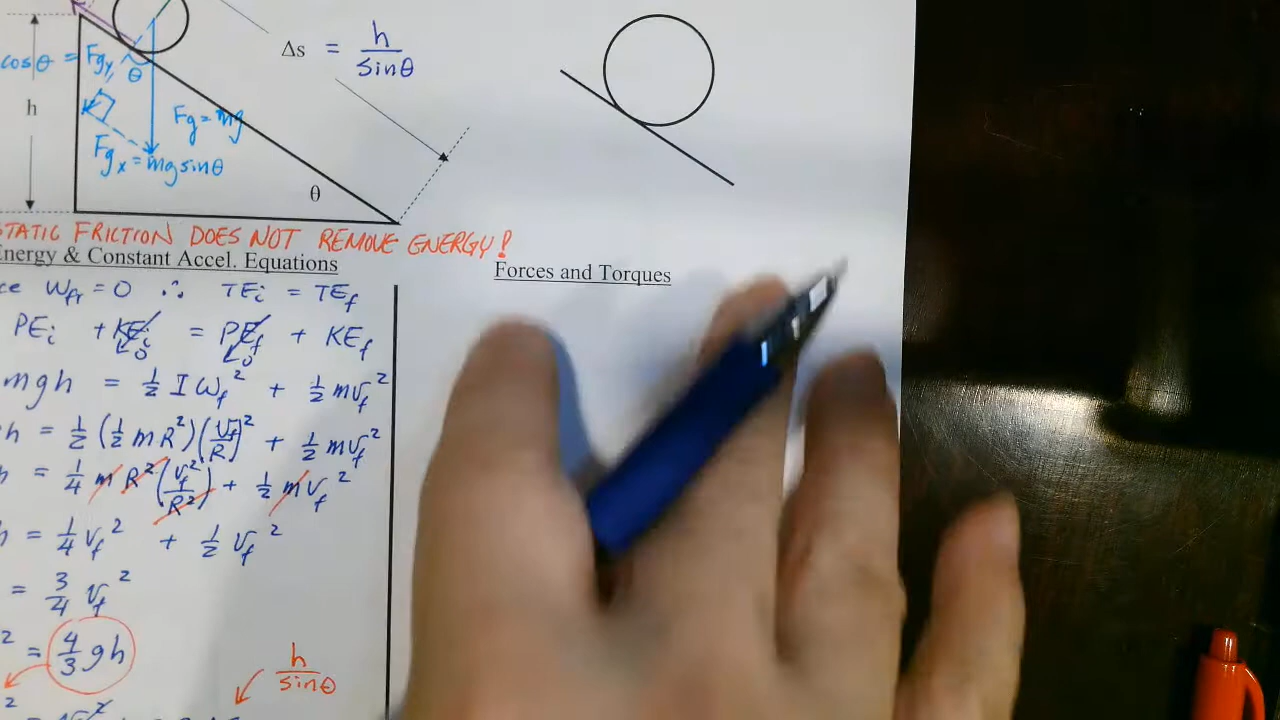 Δs = h/sinθ
cosθ = Fgy
θ
h
Fg = mg
Fgx = mgsinθ
θ
STATIC FRICTION DOES NOT REMOVE ENERGY!
Energy & Constant Accel. Equations
Forces and Torques
Wfr = 0 ∴ TEi = TEf
PEi + KEi = PEf + KEf
0 0
mgh = 1/2 I ωf² + 1/2 mvf²
h = 1/2 (1/2 mR²)(vf/R)² + 1/2 mvf²
= 1/4 m R² (vf²/R²) + 1/2 mvf²
= 1/4 vf² + 1/2 vf²
= 3/4 vf²
² = 4/3 gh
h/sinθ